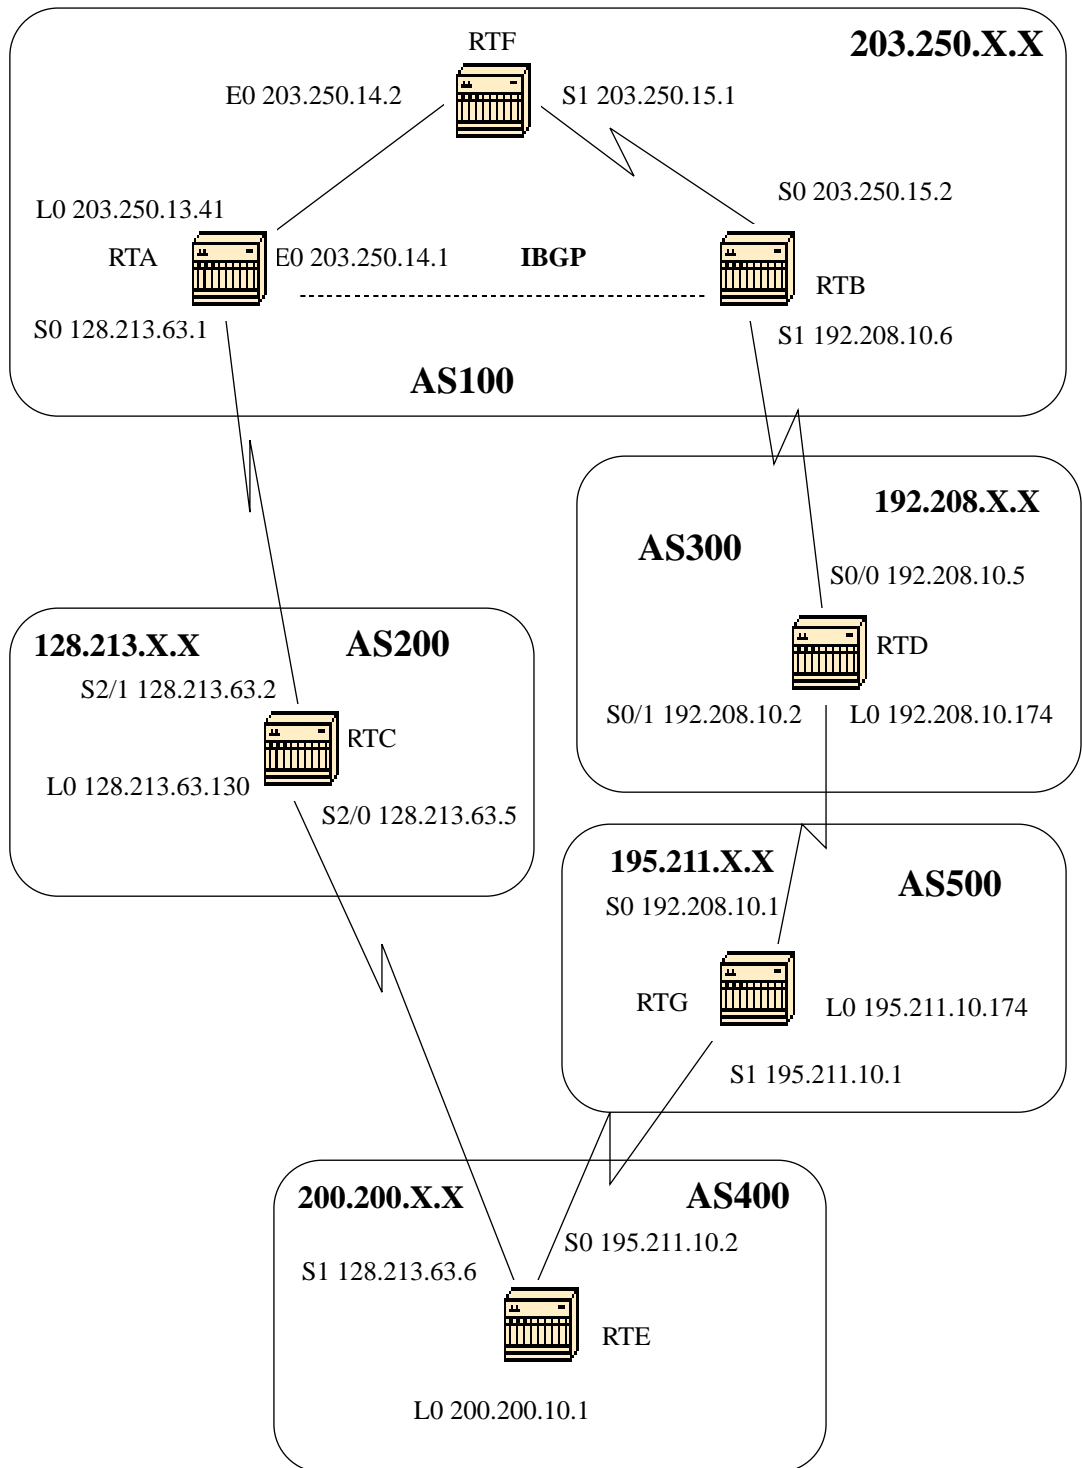 RTF
203.250.X.X
E0 203.250.14.2
S1 203.250.15.1
S0 203.250.15.2
L0 203.250.13.41
RTA
E0 203.250.14.1
IBGP
RTB
S0 128.213.63.1
S1 192.208.10.6
AS100
192.208.X.X
AS300
S0/0 192.208.10.5
128.213.X.X
AS200
RTD
S2/1 128.213.63.2
S0/1 192.208.10.2
L0 192.208.10.174
RTC
L0 128.213.63.130
S2/0 128.213.63.5
195.211.X.X
AS500
S0 192.208.10.1
RTG
L0 195.211.10.174
S1 195.211.10.1
200.200.X.X
AS400
S0 195.211.10.2
S1 128.213.63.6
RTE
L0 200.200.10.1